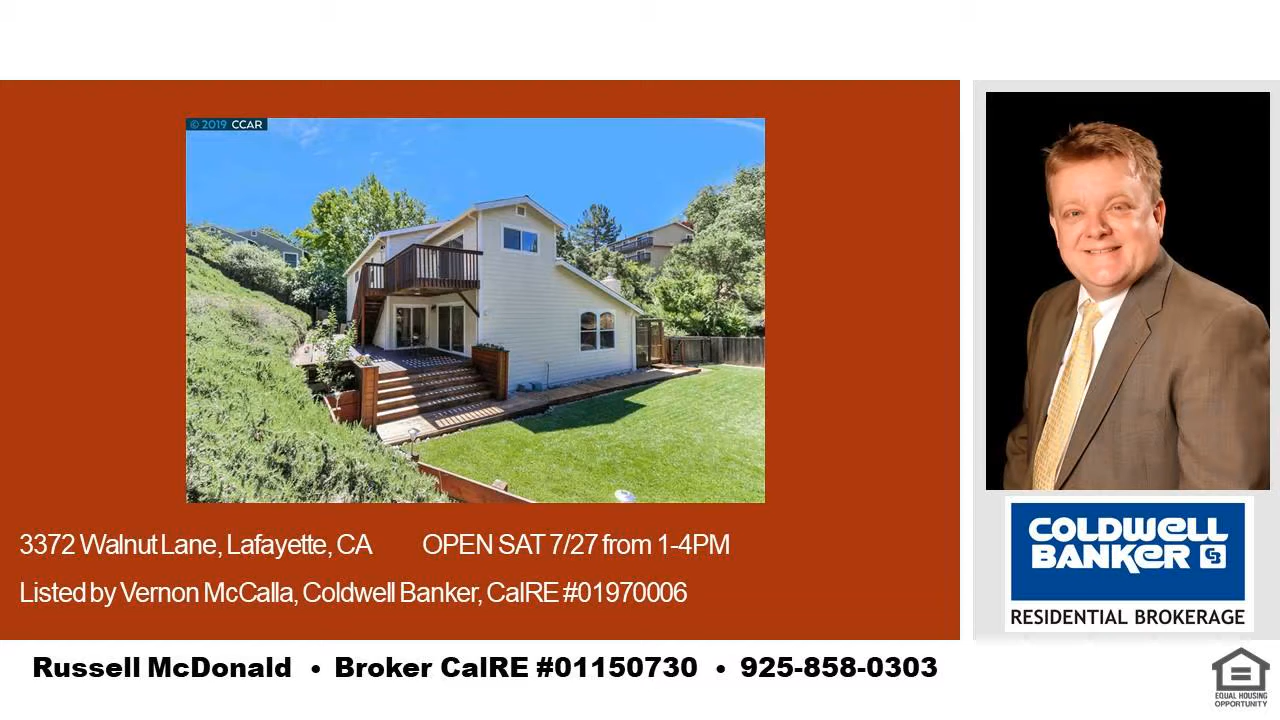 © 2019 CCAR
3372 Walnut Lane, Lafayette, CA OPEN SAT 7/27 from 1-4PM
Listed by Vernon McCalla, Coldwell Banker, CalRE #01970006
COLDWELL
BANKER CB
RESIDENTIAL BROKERAGE
Russell McDonald • Broker CalRE #01150730 • 925-858-0303
EQUAL HOUSING
OPPORTUNITY